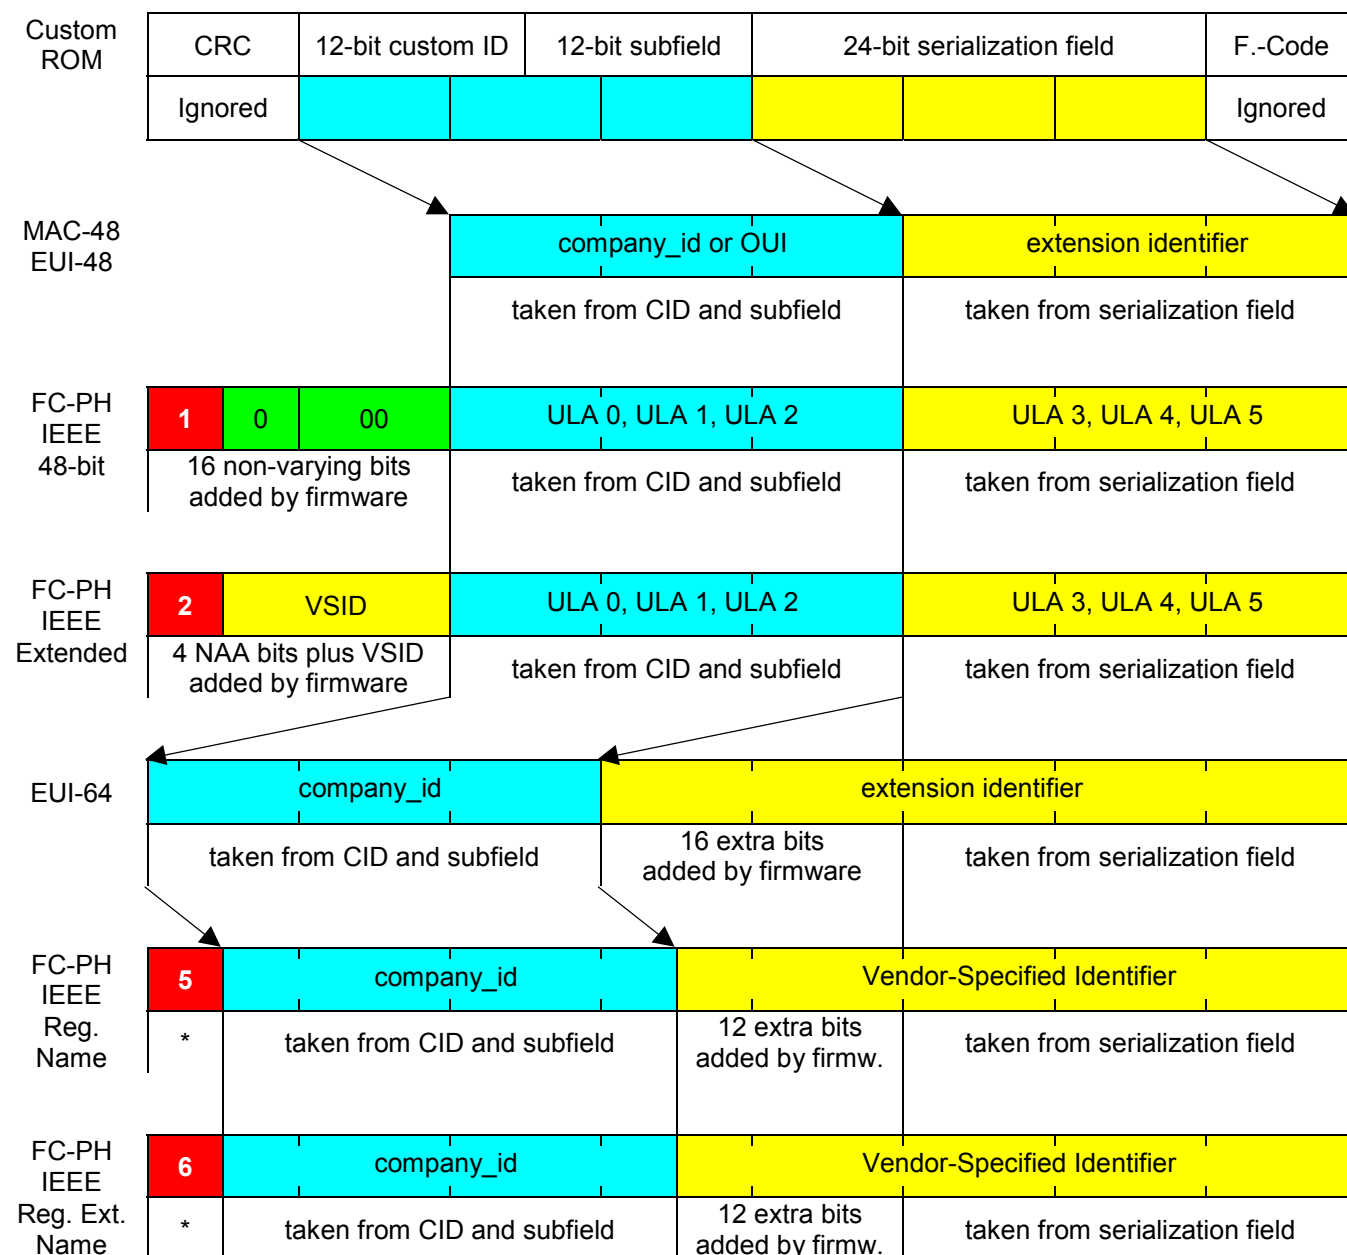 Custom
ROM
CRC
12-bit custom ID
12-bit subfield
24-bit serialization field
F.-Code
Ignored
Ignored
MAC-48
EUI-48
company_id or OUI
extension identifier
taken from CID and subfield
taken from serialization field
FC-PH
IEEE
48-bit
1
0
00
ULA 0, ULA 1, ULA 2
ULA 3, ULA 4, ULA 5
16 non-varying bits
added by firmware
taken from CID and subfield
taken from serialization field
FC-PH
IEEE
Extended
2
VSID
ULA 0, ULA 1, ULA 2
ULA 3, ULA 4, ULA 5
4 NAA bits plus VSID
added by firmware
taken from CID and subfield
taken from serialization field
EUI-64
company_id
extension identifier
taken from CID and subfield
16 extra bits
added by firmware
taken from serialization field
FC-PH
IEEE
Reg.
Name
5
company_id
Vendor-Specified Identifier
*
taken from CID and subfield
12 extra bits
added by firmw.
taken from serialization field
FC-PH
IEEE
Reg. Ext.
Name
6
company_id
Vendor-Specified Identifier
*
taken from CID and subfield
12 extra bits
added by firmw.
taken from serialization field